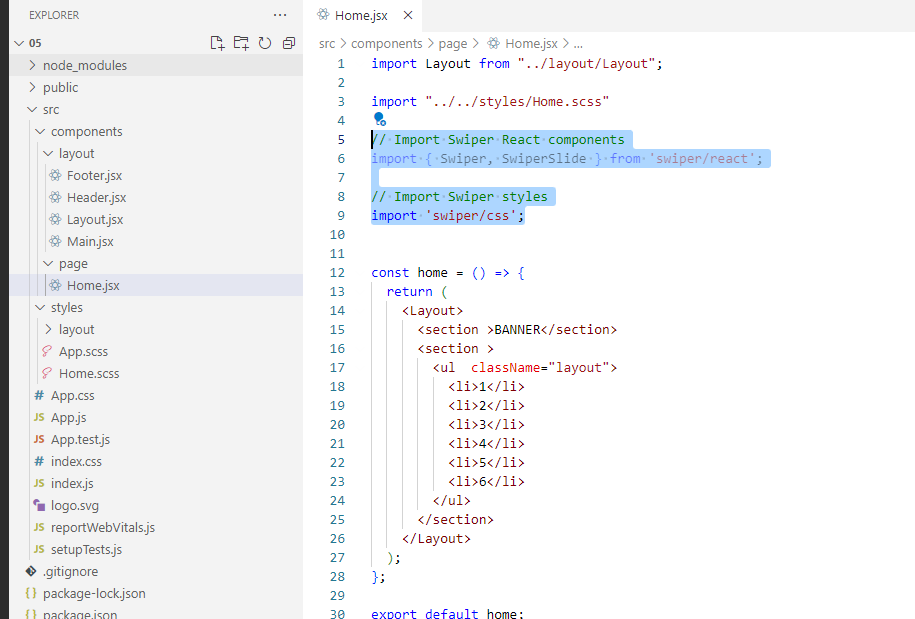 EXPLORER
05
node_modules
public
src
components
layout
Footer.jsx
Header.jsx
Layout.jsx
Main.jsx
page
Home.jsx
styles
layout
App.scss
Home.scss
# App.css
JS App.js
JS App.test.js
# index.css
JS index.js
logo.svg
JS reportWebVitals.js
JS setupTests.js
.gitignore
{} package-lock.json
{} package.json
Home.jsx
src > components > page > Home.jsx > ...
1 import Layout from "../layout/Layout";
2
3 import "../../styles/Home.scss"
4
5 // Import Swiper React components
6 import { Swiper, SwiperSlide } from 'swiper/react';
7
8 // Import Swiper styles
9 import 'swiper/css';
10
11
12 const home = () => {
13 return (
14 <Layout>
15 <section >BANNER</section>
16 <section >
17 <ul  className="layout">
18 <li>1</li>
19 <li>2</li>
20 <li>3</li>
21 <li>4</li>
22 <li>5</li>
23 <li>6</li>
24 </ul>
25 </section>
26 </Layout>
27 );
28 };
29
30 export default home;